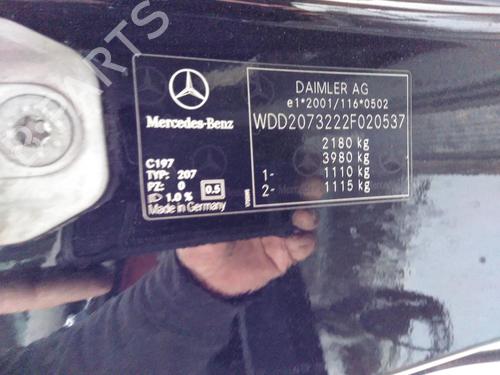 PARTS
Mercedes-Benz
C197
TYP: 207
PZ: 0
1.0 %
0.5
Made in Germany
DAIMLER AG
e1*2001/116*0502
WDD2073222F020537
2180 kg
3980 kg
1- 1110 kg
2- 1115 kg